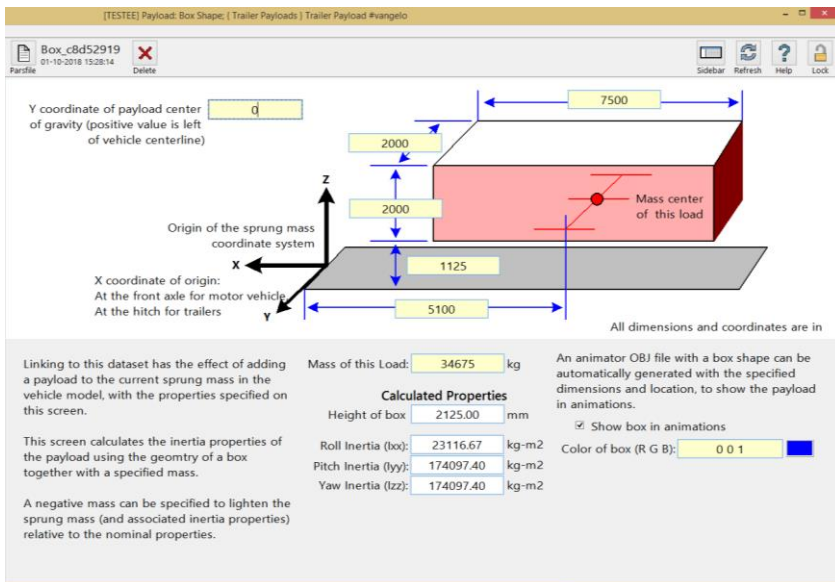 [TESTEE] Payload: Box Shape; { Trailer Payloads } Trailer Payload #vangelo
Box_c8d52919
01-10-2018 15:28:14
Parsfile
Delete
Sidebar
Refresh
Help
Lock
Y coordinate of payload center
of gravity (positive value is left
of vehicle centerline)
0
7500
2000
2000
Mass center
of this load
Z
Origin of the sprung mass
coordinate system
X
1125
X coordinate of origin:
At the front axle for motor vehicle,
At the hitch for trailers
Y
5100
All dimensions and coordinates are in
Linking to this dataset has the effect of adding
a payload to the current sprung mass in the
vehicle model, with the properties specified on
this screen.
This screen calculates the inertia properties of
the payload using the geomtry of a box
together with a specified mass.
A negative mass can be specified to lighten the
sprung mass (and associated inertia properties)
relative to the nominal properties.
Mass of this Load: 34675 kg
Calculated Properties
Height of box 2125.00 mm
Roll Inertia (Ixx): 23116.67 kg-m2
Pitch Inertia (Iyy): 174097.40 kg-m2
Yaw Inertia (Izz): 174097.40 kg-m2
An animator OBJ file with a box shape can be
automatically generated with the specified
dimensions and location, to show the payload
in animations.
Show box in animations
Color of box (R G B): 0 0 1